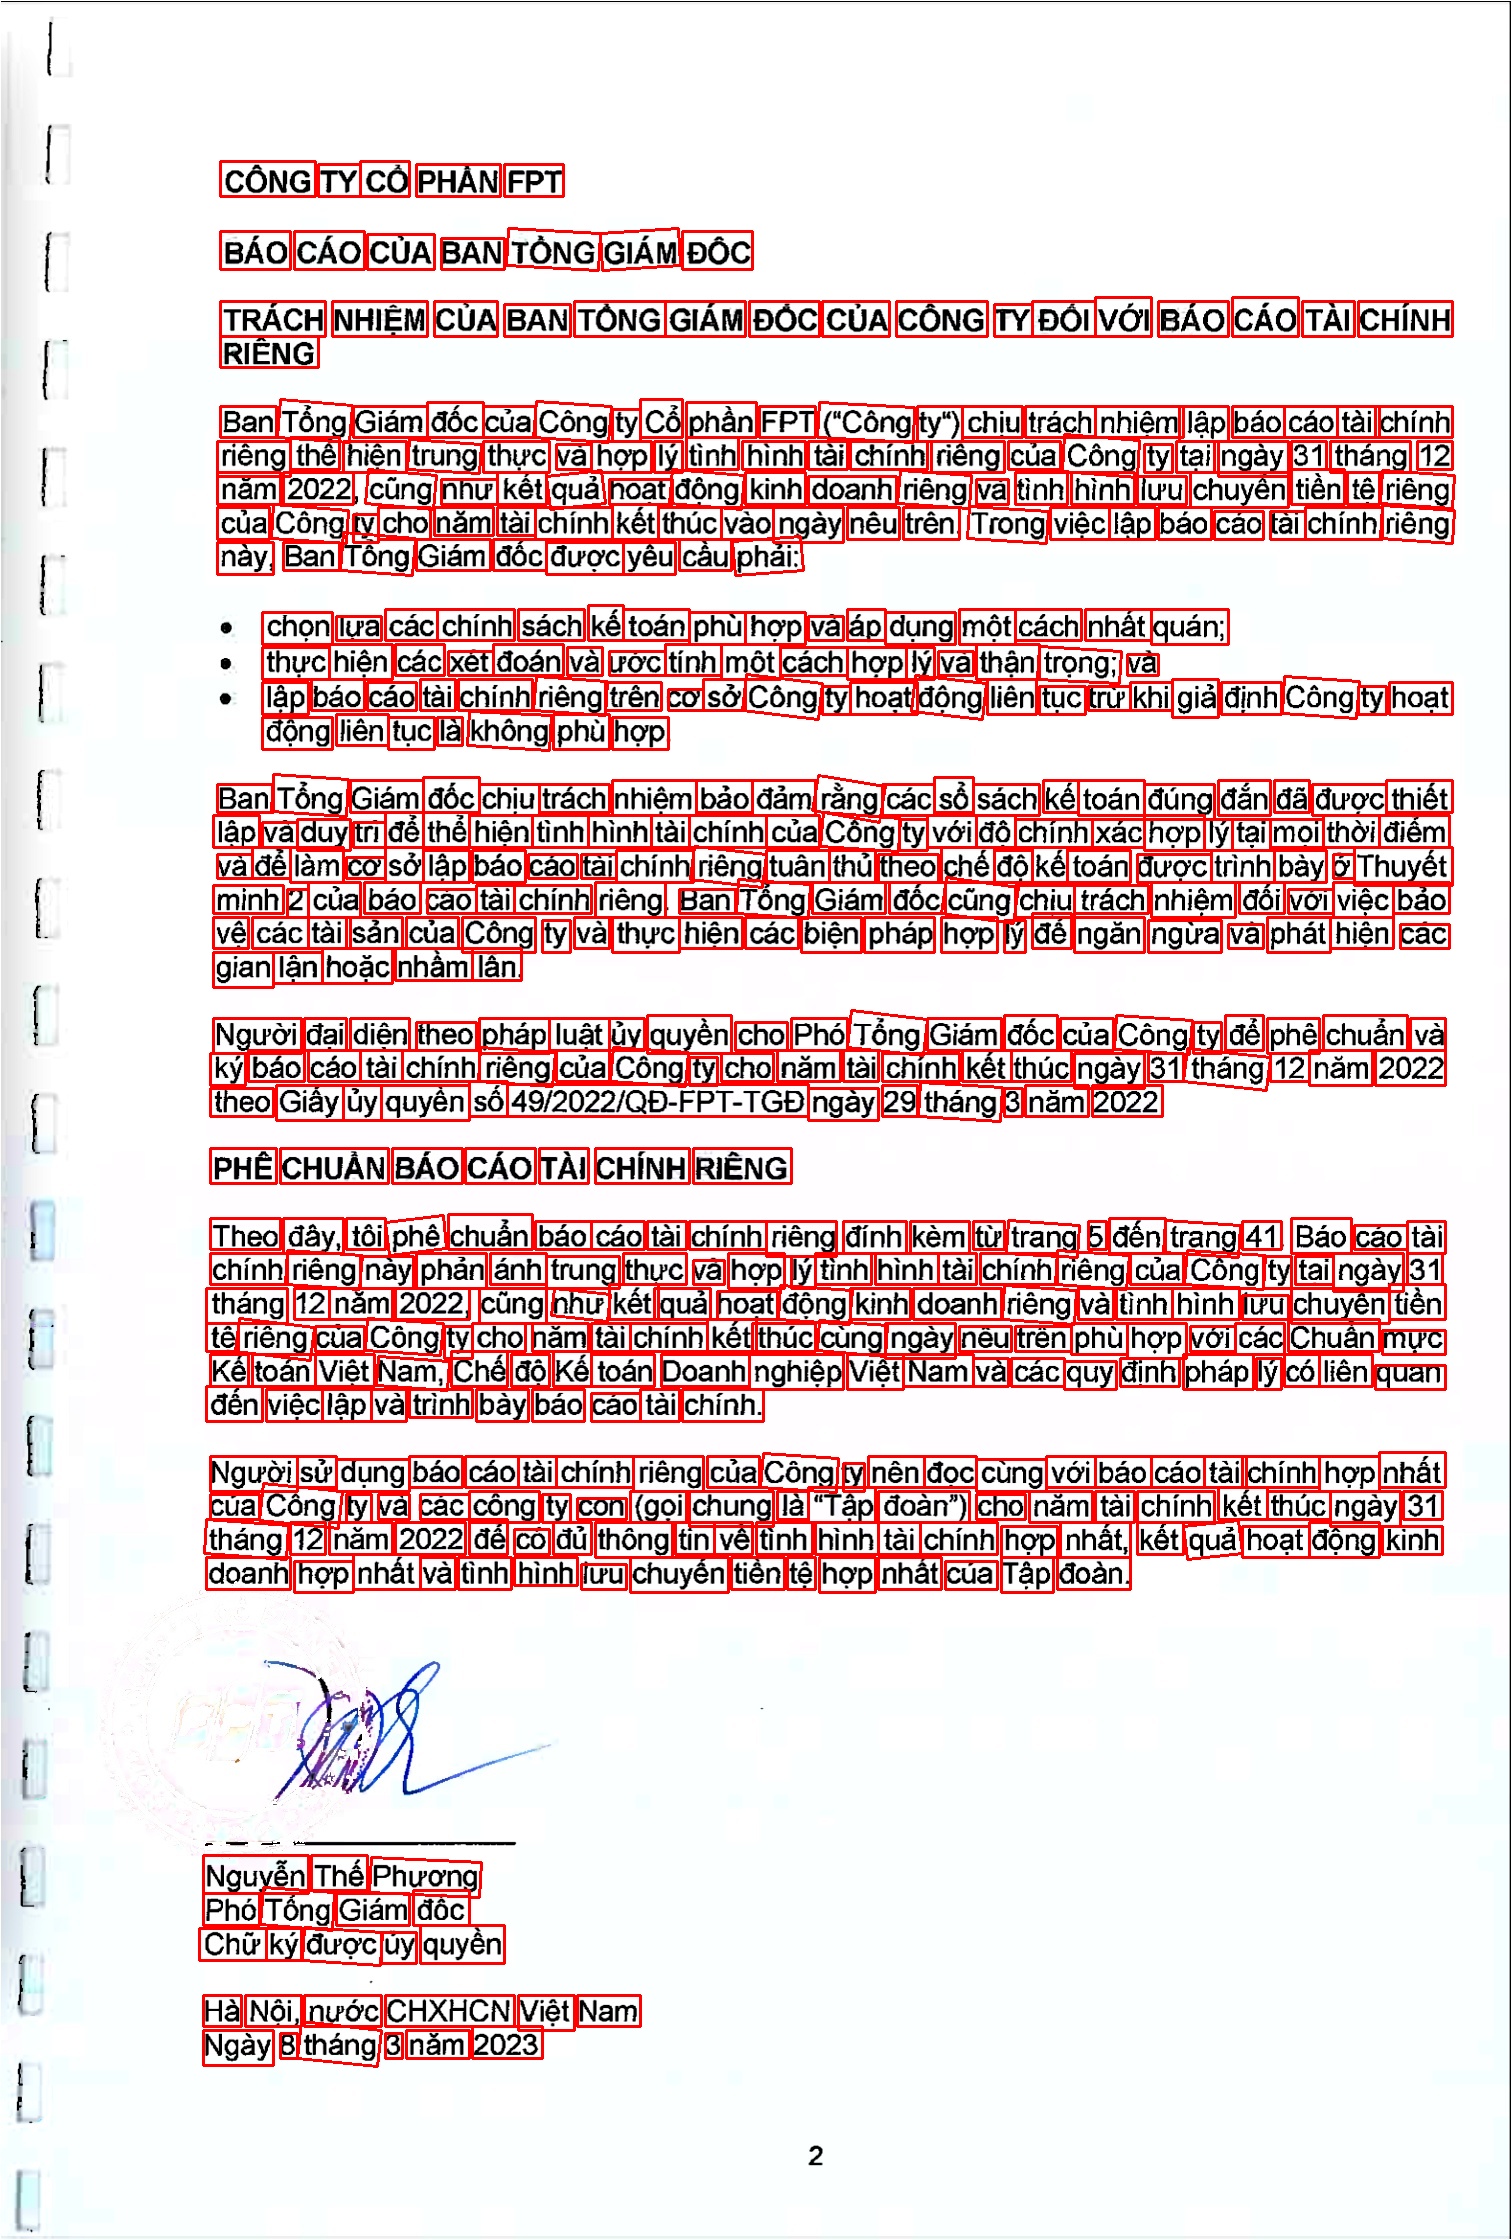 CÔNG TY CỔ PHẦN FPT
BÁO CÁO CỦA BAN TỔNG GIÁM ĐỐC
TRÁCH NHIỆM CỦA BAN TỔNG GIÁM ĐỐC CỦA CÔNG TY ĐỐI VỚI BÁO CÁO TÀI CHÍNH
RIÊNG
Ban Tổng Giám đốc của Công ty Cổ phần FPT (“Công ty“) chịu trách nhiệm lập báo cáo tài chính
riêng thể hiện trung thực và hợp lý tình hình tài chính riêng của Công ty tại ngày 31 tháng 12
năm 2022, cũng như kết quả hoạt động kinh doanh riêng và tình hình lưu chuyển tiền tệ riêng
của Công ty cho năm tài chính kết thúc vào ngày nêu trên. Trong việc lập báo cáo tài chính riêng
này, Ban Tổng Giám đốc được yêu cầu phải:
• chọn lựa các chính sách kế toán phù hợp và áp dụng một cách nhất quán;
• thực hiện các xét đoán và ước tính một cách hợp lý và thận trọng; và
• lập báo cáo tài chính riêng trên cơ sở Công ty hoạt động liên tục trừ khi giả định Công ty hoạt
động liên tục là không phù hợp.
Ban Tổng Giám đốc chịu trách nhiệm bảo đảm rằng các sổ sách kế toán đúng đắn đã được thiết
lập và duy trì để thể hiện tình hình tài chính của Công ty với độ chính xác hợp lý tại mọi thời điểm
và để làm cơ sở lập báo cáo tài chính riêng tuân thủ theo chế độ kế toán được trình bày ở Thuyết
minh 2 của báo cáo tài chính riêng. Ban Tổng Giám đốc cũng chịu trách nhiệm đối với việc bảo
vệ các tài sản của Công ty và thực hiện các biện pháp hợp lý để ngăn ngừa và phát hiện các
gian lận hoặc nhầm lẫn.
Người đại diện theo pháp luật ủy quyền cho Phó Tổng Giám đốc của Công ty để phê chuẩn và
ký báo cáo tài chính riêng của Công ty cho năm tài chính kết thúc ngày 31 tháng 12 năm 2022
theo Giấy ủy quyền số 49/2022/QĐ-FPT-TGĐ ngày 29 tháng 3 năm 2022
PHÊ CHUẨN BÁO CÁO TÀI CHÍNH RIÊNG
Theo đây, tôi phê chuẩn báo cáo tài chính riêng đính kèm từ trang 5 đến trang 41. Báo cáo tài
chính riêng này phản ánh trung thực và hợp lý tình hình tài chính riêng của Công ty tại ngày 31
tháng 12 năm 2022, cũng như kết quả hoạt động kinh doanh riêng và tình hình lưu chuyển tiền
tệ riêng của Công ty cho năm tài chính kết thúc cùng ngày nêu trên phù hợp với các Chuẩn mực
Kế toán Việt Nam, Chế độ Kế toán Doanh nghiệp Việt Nam và các quy định pháp lý có liên quan
đến việc lập và trình bày báo cáo tài chính.
Người sử dụng báo cáo tài chính riêng của Công ty nên đọc cùng với báo cáo tài chính hợp nhất
của Công ty và các công ty con (gọi chung là “Tập đoàn”) cho năm tài chính kết thúc ngày 31
tháng 12 năm 2022 để có đủ thông tin về tình hình tài chính hợp nhất, kết quả hoạt động kinh
doanh hợp nhất và tình hình lưu chuyển tiền tệ hợp nhất của Tập đoàn.
FPT
Nguyễn Thế Phương
Phó Tổng Giám đốc
Chữ ký được ủy quyền
Hà Nội, nước CHXHCN Việt Nam
Ngày 8 tháng 3 năm 2023
2